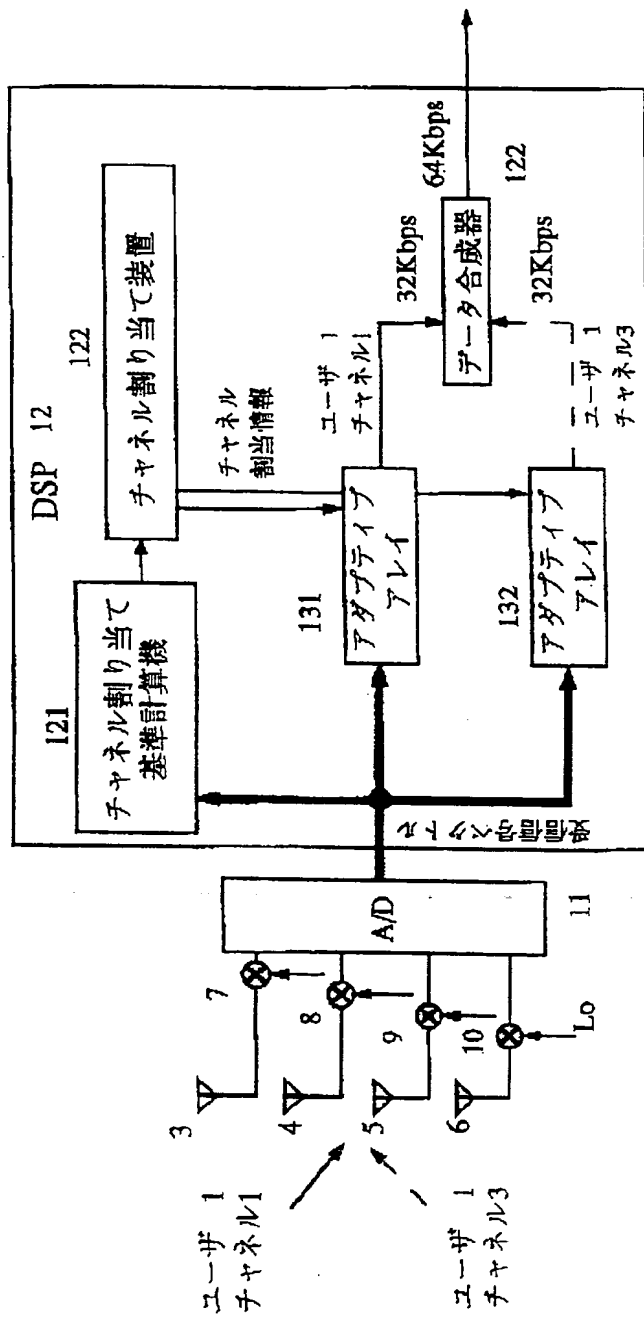 DSP 12
121
チャネル割り当て
基準計算機
122
チャネル割り当て装置
チャネル
割当情報
131
アダプティブ
アレイ
132
アダプティブ
アレイ
ユーザ 1
チャネル1
ユーザ 1
チャネル3
32Kbps
32Kbps
データ合成器
122
64Kbps
受信信号ベクトル
A/D
11
3
4
5
6
7
8
9
10
Lo
ユーザ 1
チャネル1
ユーザ 1
チャネル3